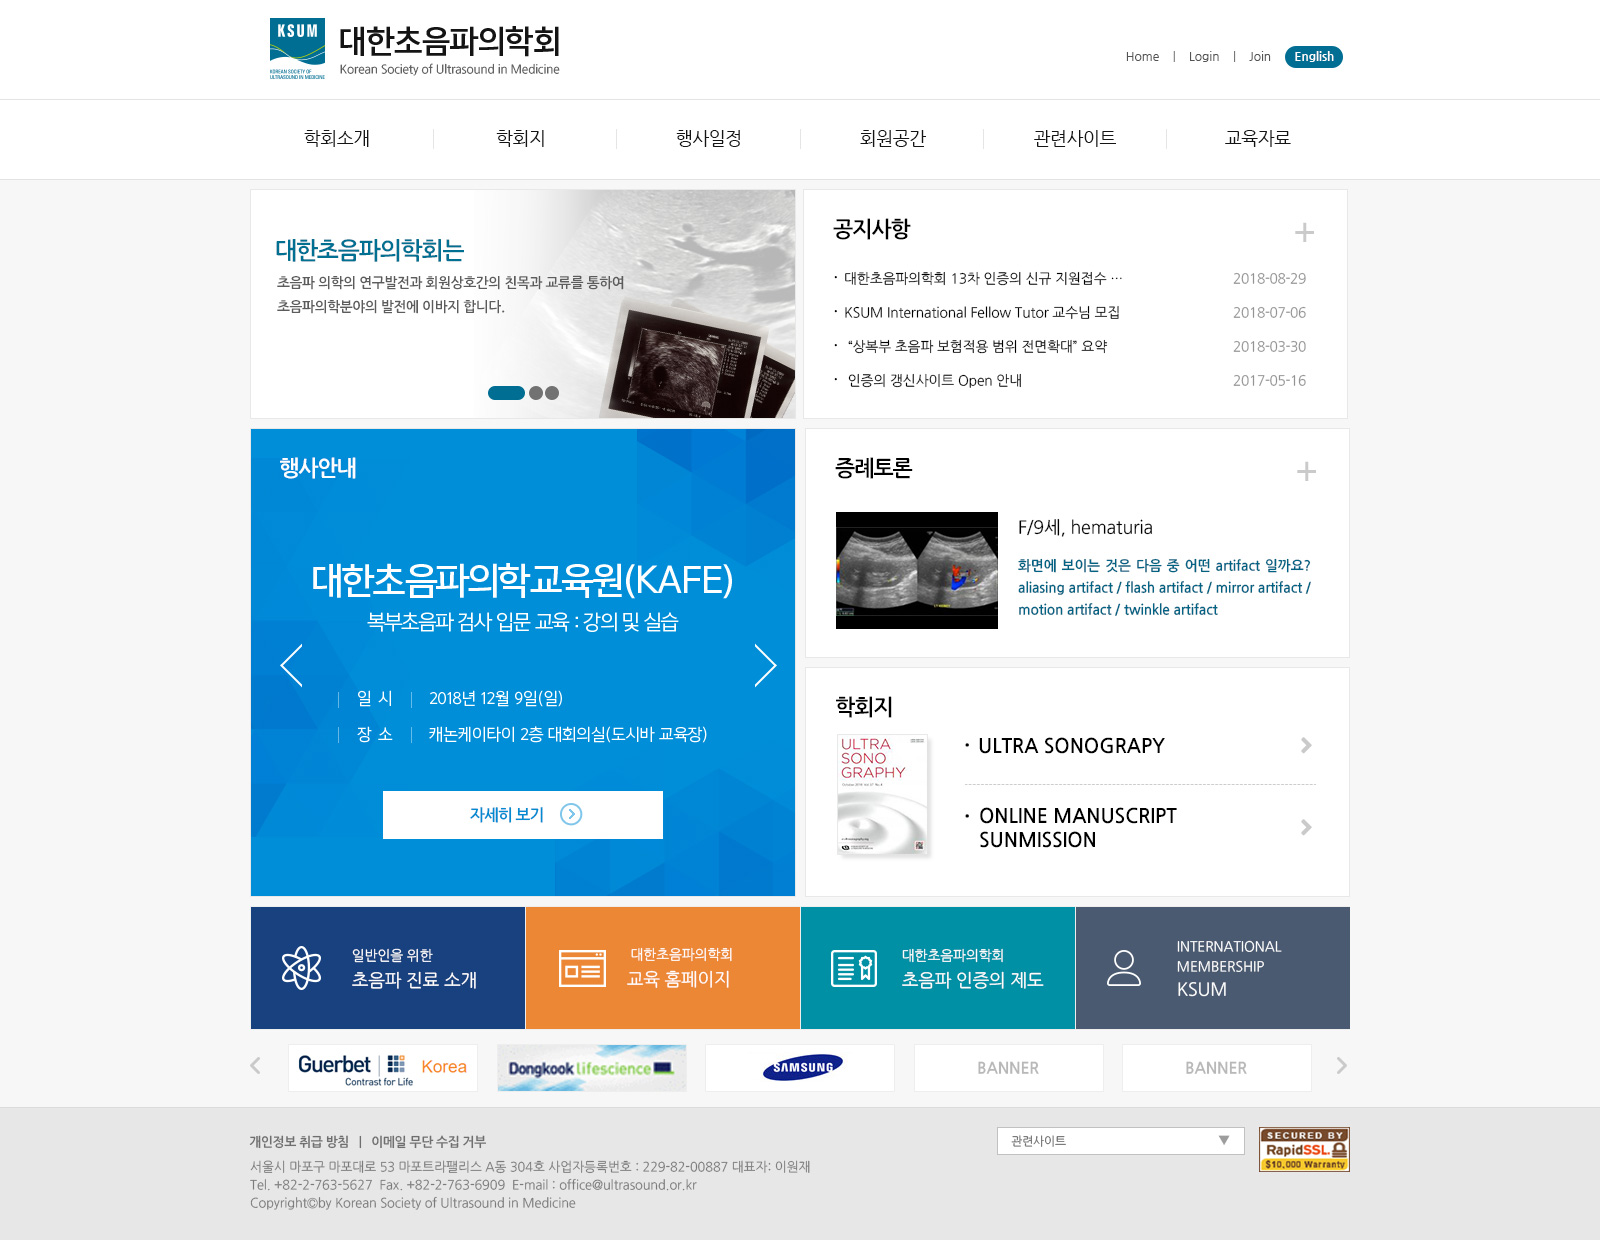 KSUM
KOREAN SOCIETY OF
ULTRASOUND IN MEDICINE
대한초음파의학회
Korean Society of Ultrasound in Medicine
Home | Login | Join English
학회소개 학회지 행사일정 회원공간 관련사이트 교육자료
대한초음파의학회는
초음파 의학의 연구발전과 회원상호간의 친목과 교류를 통하여
초음파의학분야의 발전에 이바지 합니다.
공지사항
· 대한초음파의학회 13차 인증의 신규 지원접수 ··· 2018-08-29
· KSUM International Fellow Tutor 교수님 모집 2018-07-06
· “상복부 초음파 보험적용 범위 전면확대” 요약 2018-03-30
· 인증의 갱신사이트 Open 안내 2017-05-16
행사안내
대한초음파의학교육원(KAFE)
복부초음파 검사 입문 교육 : 강의 및 실습
| 일 시 | 2018년 12월 9일(일)
| 장 소 | 캐논케이타이 2층 대회의실(도시바 교육장)
자세히 보기
증례토론
F/9세, hematuria
화면에 보이는 것은 다음 중 어떤 artifact 일까요?
aliasing artifact / flash artifact / mirror artifact /
motion artifact / twinkle artifact
학회지
ULTRA
SONO
GRAPHY
· ULTRA SONOGRAPY
· ONLINE MANUSCRIPT
SUNMISSION
일반인을 위한
초음파 진료 소개
대한초음파의학회
교육 홈페이지
대한초음파의학회
초음파 인증의 제도
INTERNATIONAL
MEMBERSHIP
KSUM
Guerbet Korea
Contrast for Life
Dongkook lifescience
SAMSUNG
BANNER
BANNER
개인정보 취급 방침 | 이메일 무단 수집 거부
서울시 마포구 마포대로 53 마포트라팰리스 A동 304호 사업자등록번호 : 229-82-00887 대표자: 이원재
Tel. +82-2-763-5627 Fax. +82-2-763-6909 E-mail : office@ultrasound.or.kr
Copyright©by Korean Society of Ultrasound in Medicine
관련사이트
SECURED BY
RapidSSL.
$10,000 Warranty